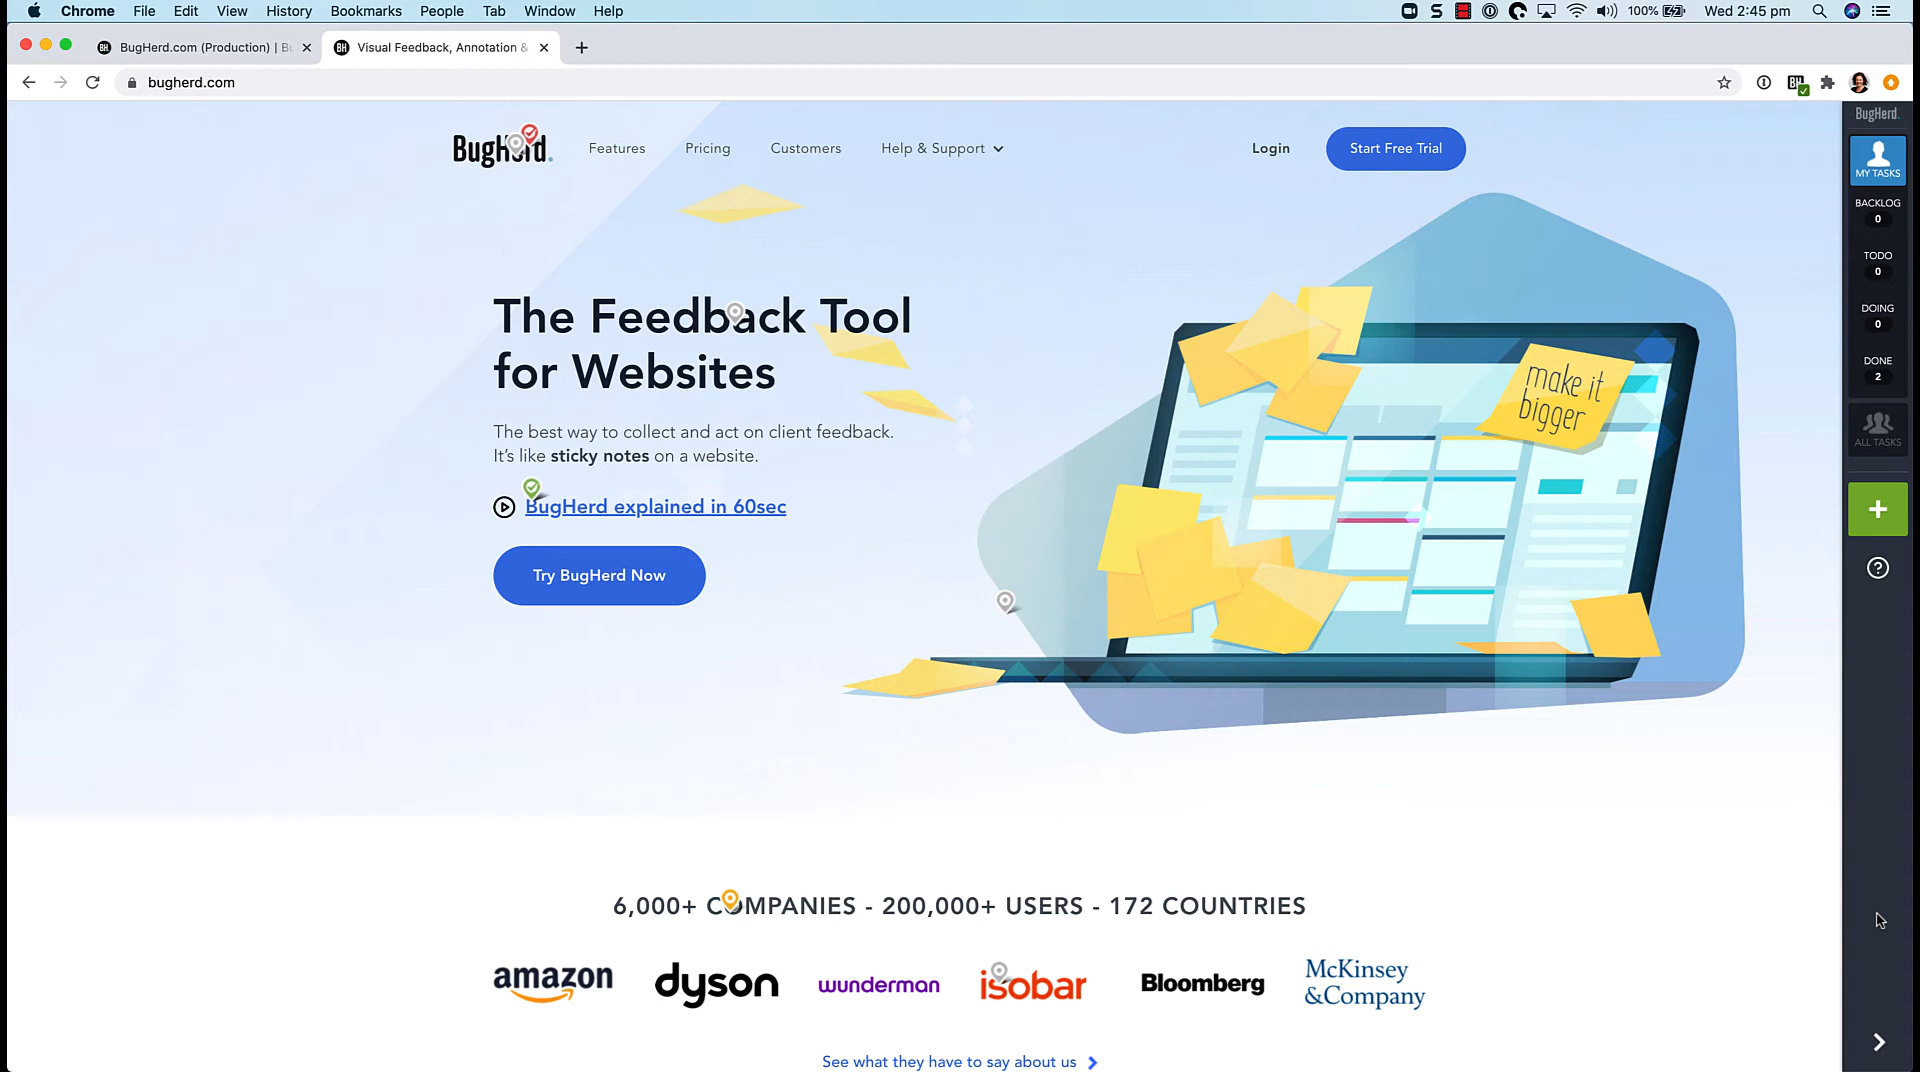 Chrome File Edit View History Bookmarks People Tab Window Help
100% Wed 2:45 pm
BugHerd.com (Production) | Bu
Visual Feedback, Annotation &
bugherd.com
BugHerd.
Features Pricing Customers Help & Support
Login
Start Free Trial
The Feedback Tool
for Websites
The best way to collect and act on client feedback.
It's like sticky notes on a website.
BugHerd explained in 60sec
Try BugHerd Now
make it
bigger
6,000+ COMPANIES - 200,000+ USERS - 172 COUNTRIES
amazon dyson wunderman isobar Bloomberg McKinsey
&Company
See what they have to say about us
BugHerd.
MY TASKS
BACKLOG
0
TODO
0
DOING
0
DONE
2
ALL TASKS